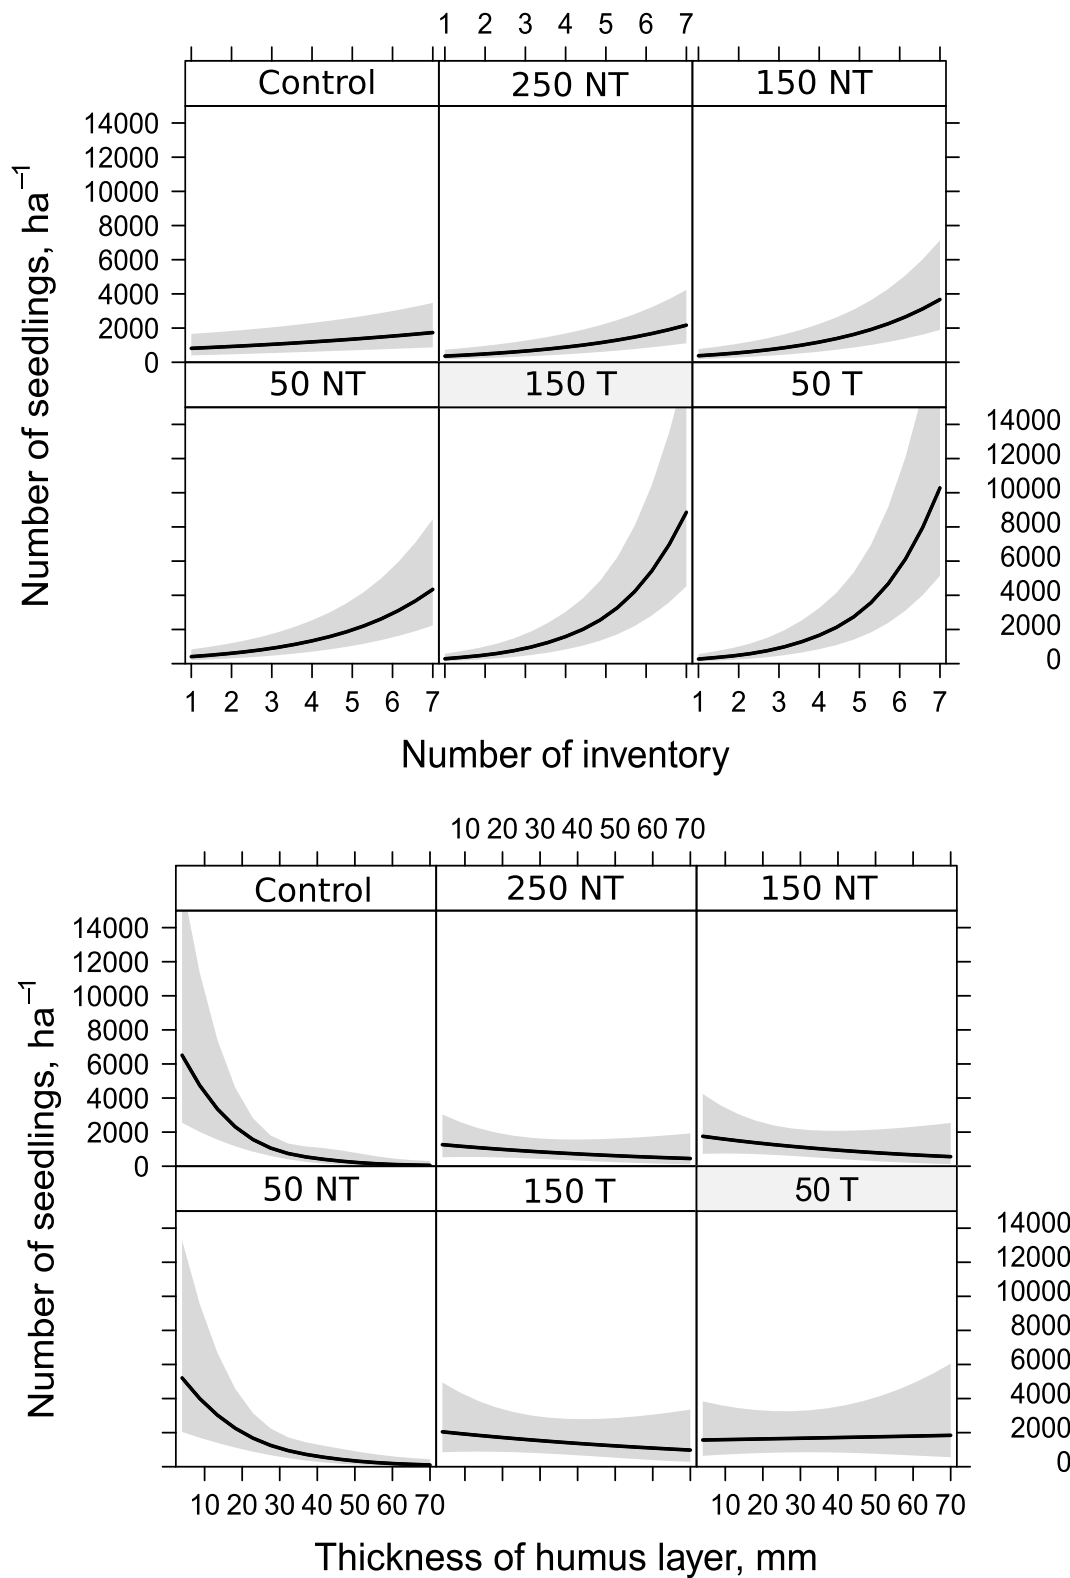 1 2 3 4 5 6 7
Control 250 NT 150 NT
14000
12000
10000
8000
6000
4000
2000
0
Number of seedlings, ha⁻¹
50 NT 150 T 50 T
14000
12000
10000
8000
6000
4000
2000
0
1 2 3 4 5 6 7 1 2 3 4 5 6 7
Number of inventory
10 20 30 40 50 60 70
Control 250 NT 150 NT
14000
12000
10000
8000
6000
4000
2000
0
Number of seedlings, ha⁻¹
50 NT 150 T 50 T
14000
12000
10000
8000
6000
4000
2000
0
10 20 30 40 50 60 70 10 20 30 40 50 60 70
Thickness of humus layer, mm